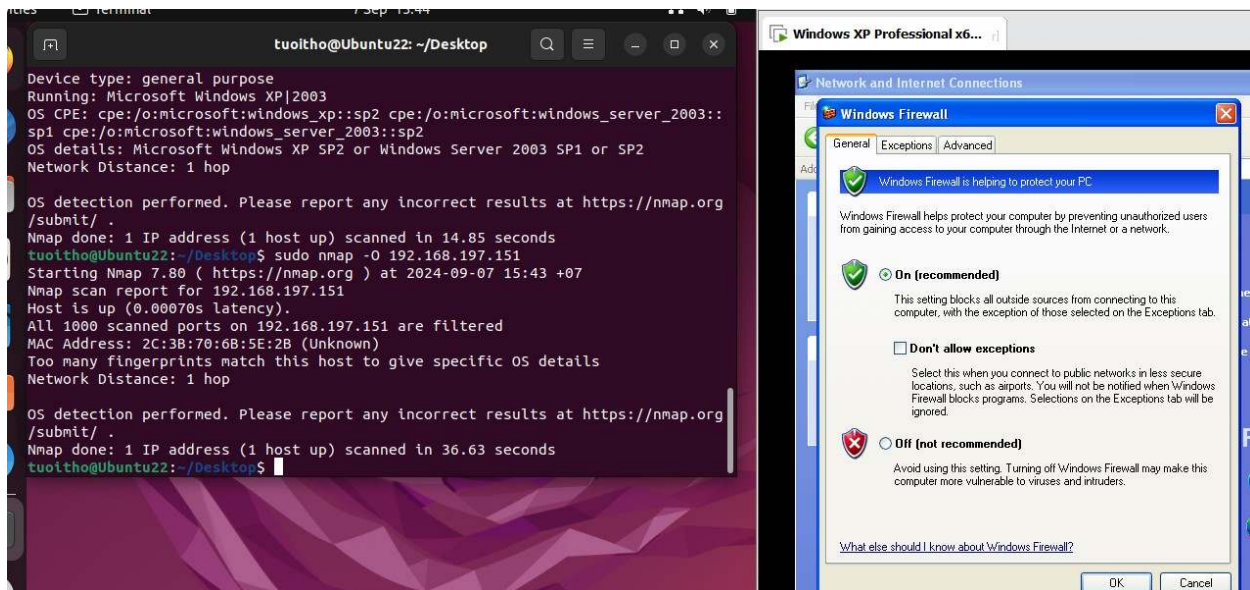 Terminal
7 Sep 15:44
tuoitho@Ubuntu22: ~/Desktop
Device type: general purpose
Running: Microsoft Windows XP|2003
OS CPE: cpe:/o:microsoft:windows_xp::sp2 cpe:/o:microsoft:windows_server_2003::
sp1 cpe:/o:microsoft:windows_server_2003::sp2
OS details: Microsoft Windows XP SP2 or Windows Server 2003 SP1 or SP2
Network Distance: 1 hop
OS detection performed. Please report any incorrect results at https://nmap.org
/submit/ .
Nmap done: 1 IP address (1 host up) scanned in 14.85 seconds
tuoitho@Ubuntu22:~/Desktop$ sudo nmap -O 192.168.197.151
Starting Nmap 7.80 ( https://nmap.org ) at 2024-09-07 15:43 +07
Nmap scan report for 192.168.197.151
Host is up (0.00070s latency).
All 1000 scanned ports on 192.168.197.151 are filtered
MAC Address: 2C:3B:70:6B:5E:2B (Unknown)
Too many fingerprints match this host to give specific OS details
Network Distance: 1 hop
OS detection performed. Please report any incorrect results at https://nmap.org
/submit/ .
Nmap done: 1 IP address (1 host up) scanned in 36.63 seconds
tuoitho@Ubuntu22:~/Desktop$
Windows XP Professional x6...
Network and Internet Connections
Windows Firewall
General Exceptions Advanced
Windows Firewall is helping to protect your PC
Windows Firewall helps protect your computer by preventing unauthorized users
from gaining access to your computer through the Internet or a network.
On (recommended)
This setting blocks all outside sources from connecting to this
computer, with the exception of those selected on the Exceptions tab.
Don't allow exceptions
Select this when you connect to public networks in less secure
locations, such as airports. You will not be notified when Windows
Firewall blocks programs. Selections on the Exceptions tab will be
ignored.
Off (not recommended)
Avoid using this setting. Turning off Windows Firewall may make this
computer more vulnerable to viruses and intruders.
What else should I know about Windows Firewall?
OK Cancel